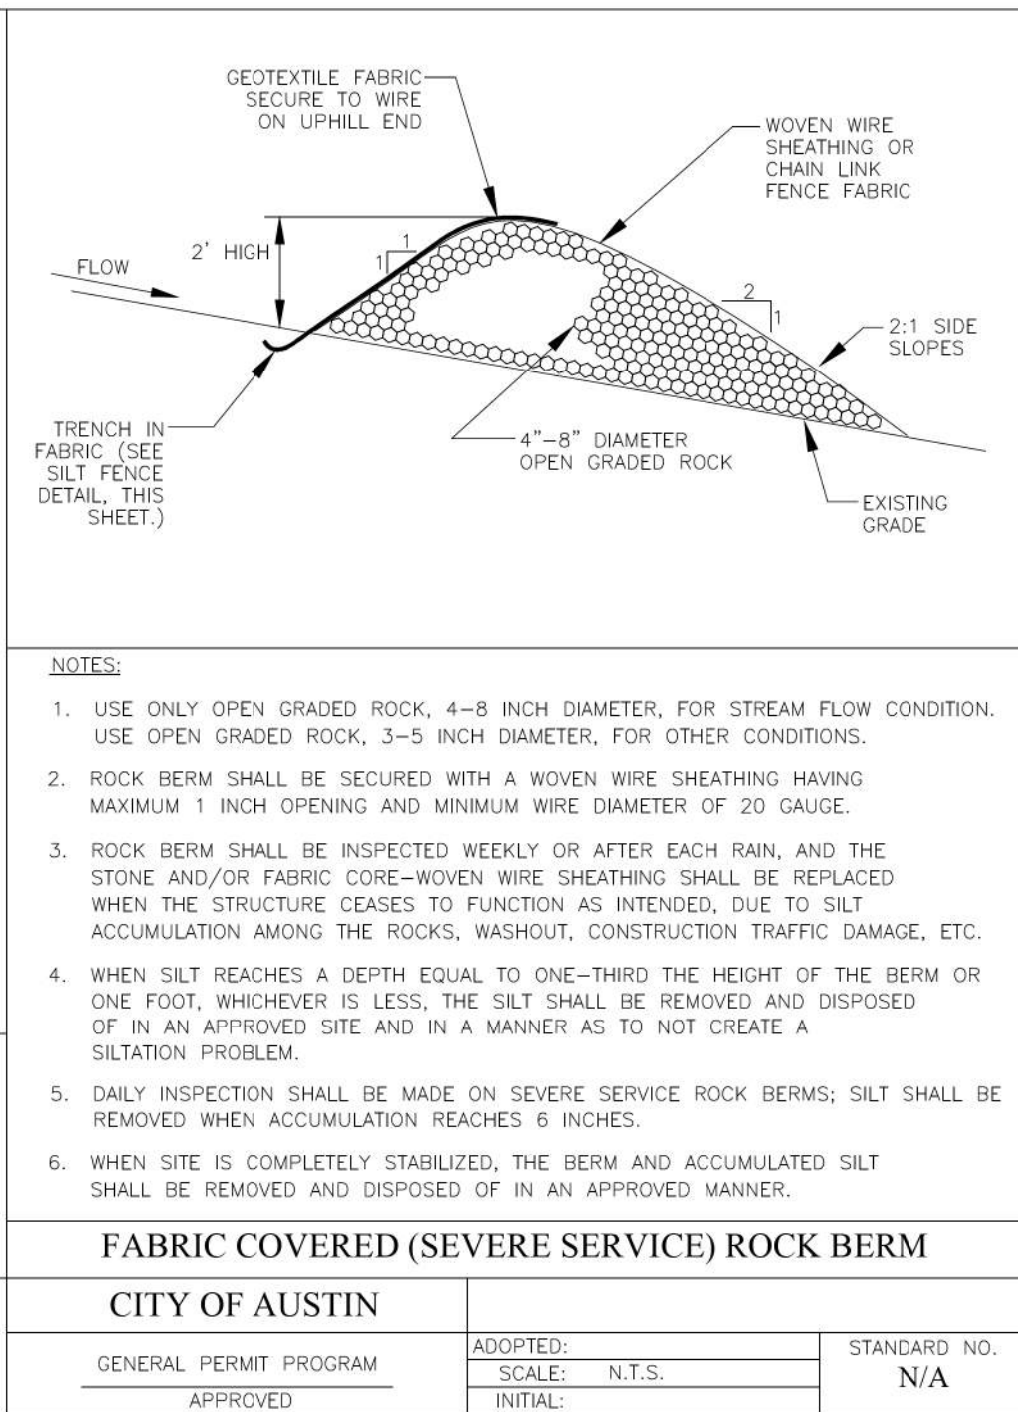 GEOTEXTILE FABRIC
SECURE TO WIRE
ON UPHILL END
WOVEN WIRE
SHEATHING OR
CHAIN LINK
FENCE FABRIC
2' HIGH
1
1
FLOW
2
1
2:1 SIDE
SLOPES
TRENCH IN
FABRIC (SEE
SILT FENCE
DETAIL, THIS
SHEET.)
4"-8" DIAMETER
OPEN GRADED ROCK
EXISTING
GRADE
NOTES:
1. USE ONLY OPEN GRADED ROCK, 4-8 INCH DIAMETER, FOR STREAM FLOW CONDITION.
USE OPEN GRADED ROCK, 3-5 INCH DIAMETER, FOR OTHER CONDITIONS.
2. ROCK BERM SHALL BE SECURED WITH A WOVEN WIRE SHEATHING HAVING
MAXIMUM 1 INCH OPENING AND MINIMUM WIRE DIAMETER OF 20 GAUGE.
3. ROCK BERM SHALL BE INSPECTED WEEKLY OR AFTER EACH RAIN, AND THE
STONE AND/OR FABRIC CORE-WOVEN WIRE SHEATHING SHALL BE REPLACED
WHEN THE STRUCTURE CEASES TO FUNCTION AS INTENDED, DUE TO SILT
ACCUMULATION AMONG THE ROCKS, WASHOUT, CONSTRUCTION TRAFFIC DAMAGE, ETC.
4. WHEN SILT REACHES A DEPTH EQUAL TO ONE-THIRD THE HEIGHT OF THE BERM OR
ONE FOOT, WHICHEVER IS LESS, THE SILT SHALL BE REMOVED AND DISPOSED
OF IN AN APPROVED SITE AND IN A MANNER AS TO NOT CREATE A
SILTATION PROBLEM.
5. DAILY INSPECTION SHALL BE MADE ON SEVERE SERVICE ROCK BERMS; SILT SHALL BE
REMOVED WHEN ACCUMULATION REACHES 6 INCHES.
6. WHEN SITE IS COMPLETELY STABILIZED, THE BERM AND ACCUMULATED SILT
SHALL BE REMOVED AND DISPOSED OF IN AN APPROVED MANNER.
FABRIC COVERED (SEVERE SERVICE) ROCK BERM
CITY OF AUSTIN
GENERAL PERMIT PROGRAM
APPROVED
ADOPTED:
SCALE: N.T.S.
INITIAL:
STANDARD NO.
N/A